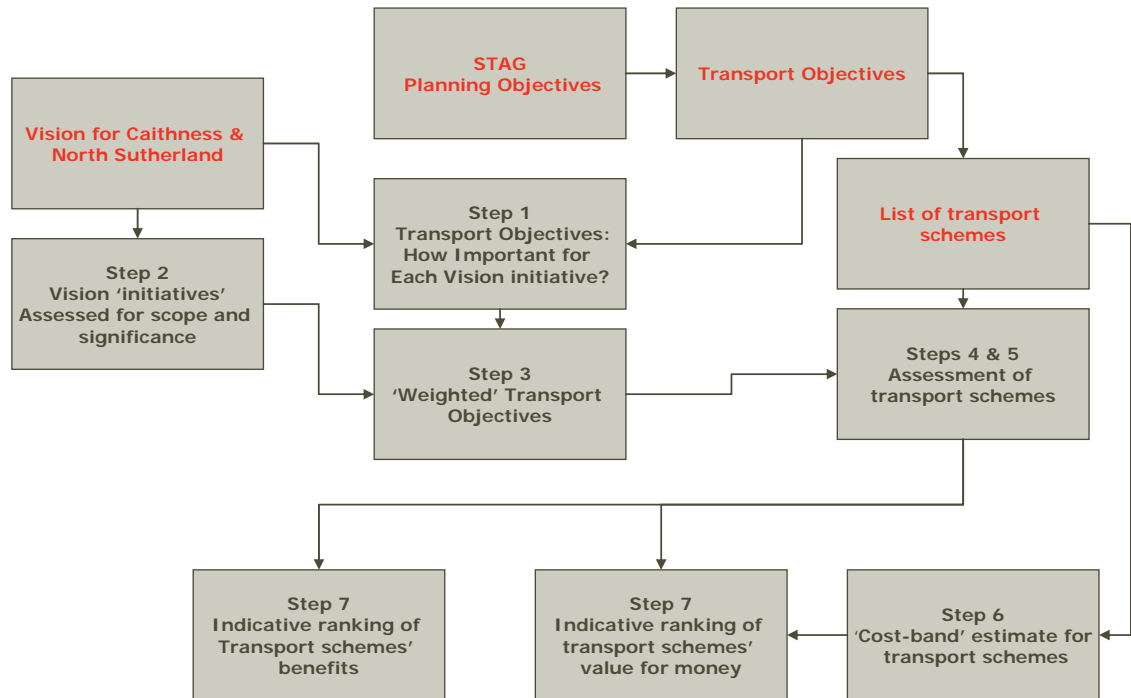 STAG
Planning Objectives
Transport Objectives
Vision for Caithness &
North Sutherland
Step 1
Transport Objectives:
How Important for
Each Vision initiative?
List of transport
schemes
Step 2
Vision ‘initiatives’
Assessed for scope and
significance
Step 3
‘Weighted’ Transport
Objectives
Steps 4 & 5
Assessment of
transport schemes
Step 7
Indicative ranking of
Transport schemes’
benefits
Step 7
Indicative ranking of
transport schemes’
value for money
Step 6
‘Cost-band’ estimate for
transport schemes